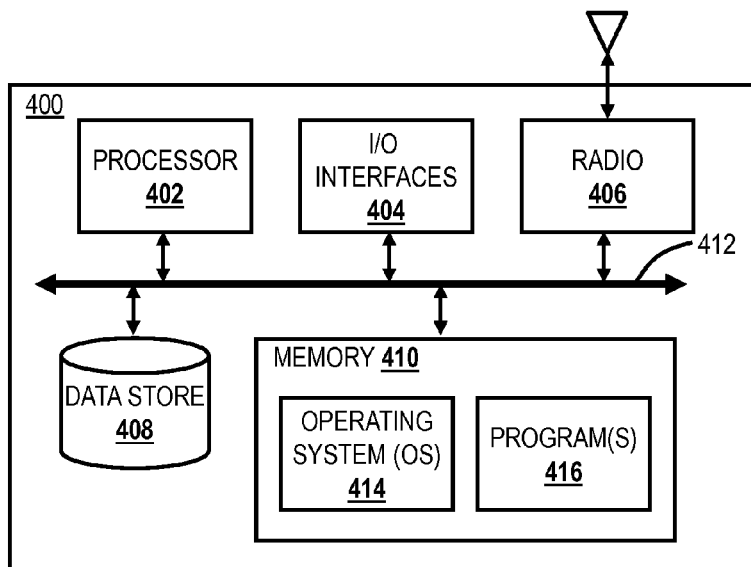 400
PROCESSOR
402
I/O
INTERFACES
404
RADIO
406
412
DATA STORE
408
MEMORY 410
OPERATING
SYSTEM (OS)
414
PROGRAM(S)
416